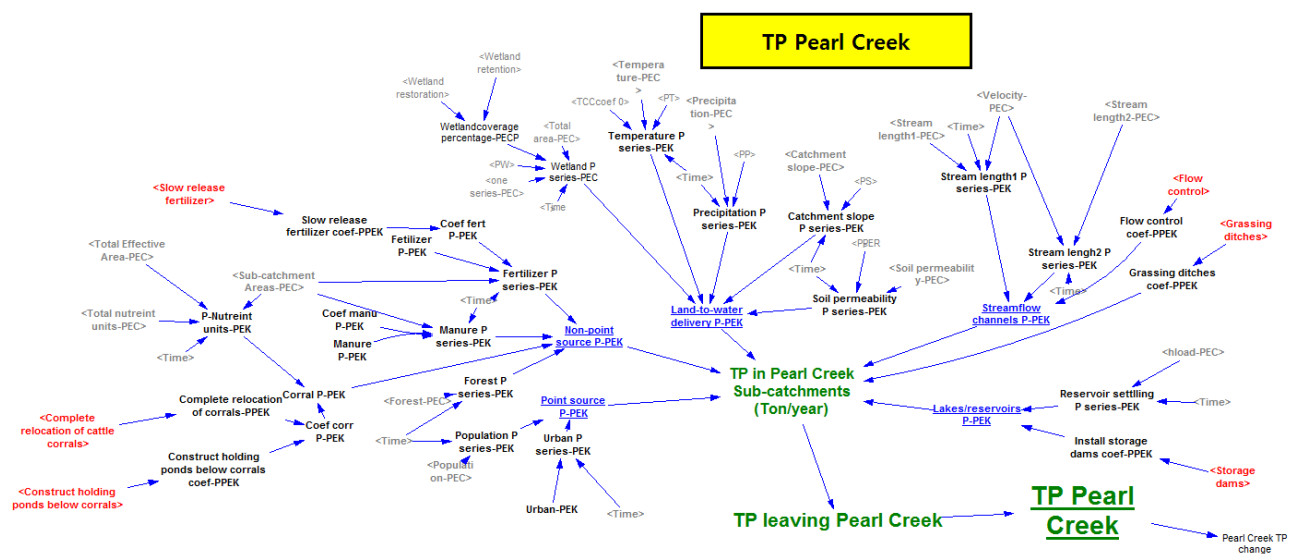 TP Pearl Creek
<Wetland
retention>
<Wetland
restoration>
Wetlandcoverage
percentage-PECP
<Total
area-PEC>
<PW>
<one
series-PEC>
Wetland P
series-PEC
<Time
<Tempera
ture-PEC
>
<TCCcoef 0>
<PT>
Temperature P
series-PEK
<Precipita
tion-PEC
>
<PP>
<Time>
Precipitation P
series-PEK
<Catchment
slope-PEC>
<PS>
Catchment slope
P series-PEK
<PPER
<Time>
<Soil permeabilit
y-PEC>
Soil permeability
P series-PEK
<Velocity-
PEC>
<Stream
length1-PEC>
<Time>
<Stream
length2-PEC>
Stream length1 P
series-PEK
<Flow
control>
Flow control
coef-PPEK
<Grassing
ditches>
Stream lengh2 P
series-PEK
<Time>
Grassing ditches
coef-PPEK
<Slow release
fertilizer>
Slow release
fertilizer coef-PPEK
Coef fert
P-PEK
Fetilizer
P-PEK
<Total Effective
Area-PEC>
<Sub-catchment
Areas-PEC>
Fertilizer P
series-PEK
<Time>
<Total nutreint
units-PEC>
P-Nutreint
units-PEK
<Time>
Coef manu
P-PEK
Manure
P-PEK
Manure P
series-PEK
Non-point
source P-PEK
Land-to-water
delivery P-PEK
Streamflow
channels P-PEK
TP in Pearl Creek
Sub-catchments
(Ton/year)
<Complete
relocation of cattle
corrals>
Complete relocation
of corrals-PPEK
Corral P-PEK
Coef corr
P-PEK
<Construct holding
ponds below corrals>
Construct holding
ponds below corrals
coef-PPEK
Forest P
series-PEK
<Forest-PEC>
<Time>
Population P
series-PEK
<Populati
on-PEC>
Point source
P-PEK
Urban P
series-PEK
Urban-PEK
<Time>
<hload-PEC>
Reservoir settlling
P series-PEK
<Time>
Lakes/reservoirs
P-PEK
Install storage
dams coef-PPEK
<Storage
dams>
TP leaving Pearl Creek
TP Pearl
Creek
Pearl Creek TP
change